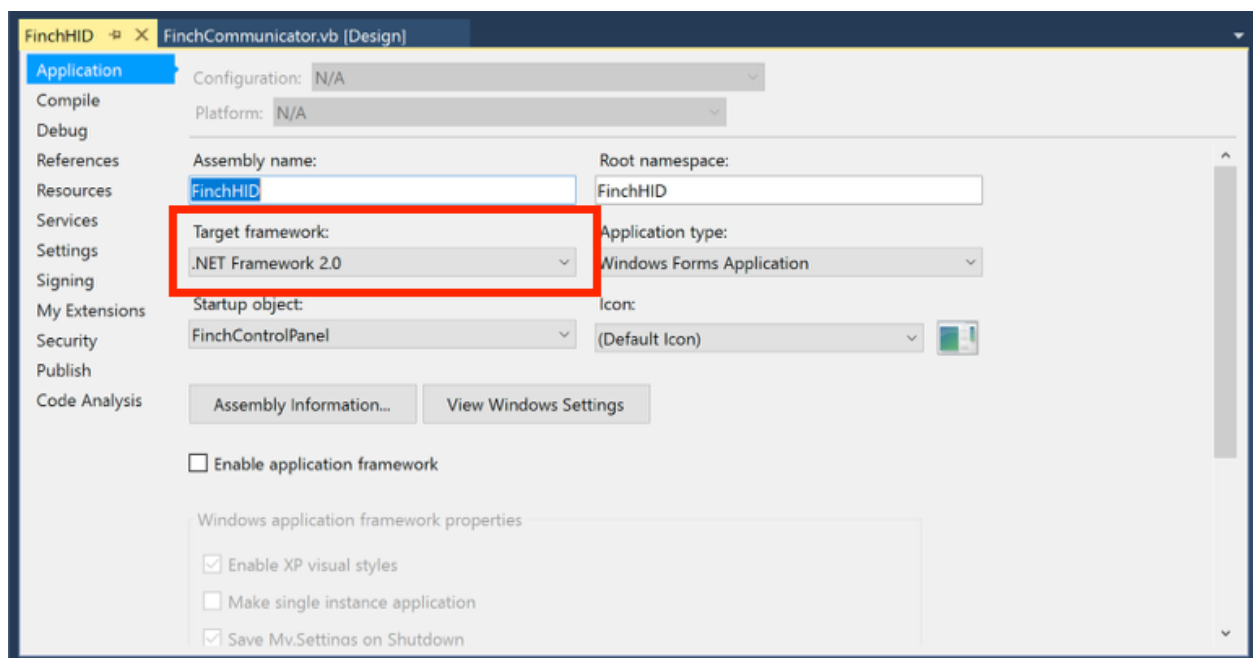 FinchHID
FinchCommunicator.vb [Design]
Application
Compile
Debug
References
Resources
Services
Settings
Signing
My Extensions
Security
Publish
Code Analysis
Configuration: N/A
Platform: N/A
Assembly name:
FinchHID
Root namespace:
FinchHID
Target framework:
.NET Framework 2.0
Application type:
Windows Forms Application
Startup object:
FinchControlPanel
Icon:
(Default Icon)
Assembly Information...
View Windows Settings
Enable application framework
Windows application framework properties
Enable XP visual styles
Make single instance application
Save My.Settings on Shutdown